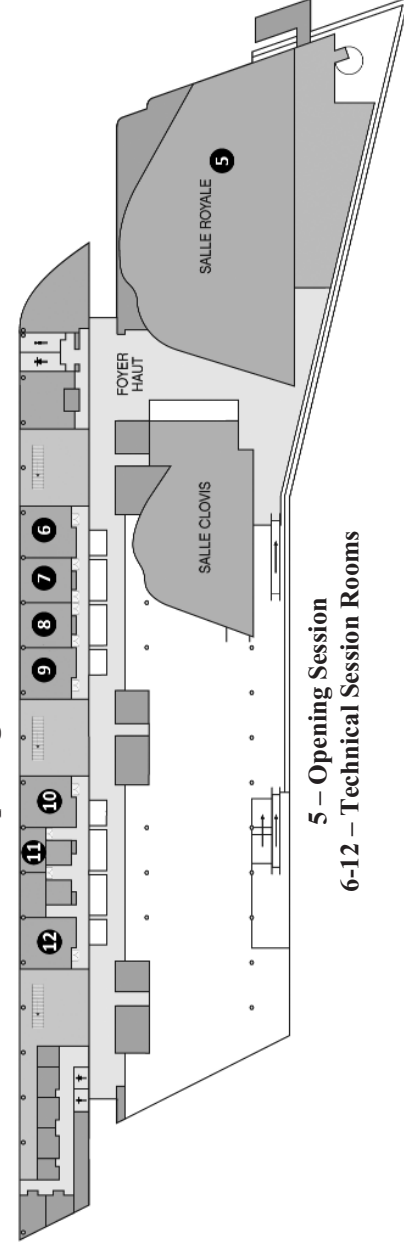 12
11
10
9
8
7
6
FOYER
HAUT
SALLE CLOVIS
SALLE ROYALE
5
5 – Opening Session
6-12 – Technical Session Rooms